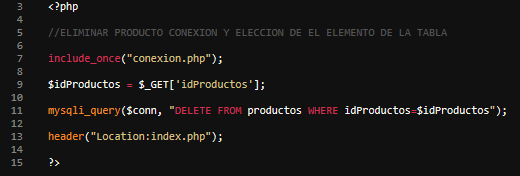 3 <?php
4
5 //ELIMINAR PRODUCTO CONEXION Y ELECCION DE EL ELEMENTO DE LA TABLA
6
7 include_once("conexion.php");
8
9 $idProductos = $_GET['idProductos'];
10
11 mysqli_query($conn, "DELETE FROM productos WHERE idProductos=$idProductos");
12
13 header("Location:index.php");
14
15 ?>